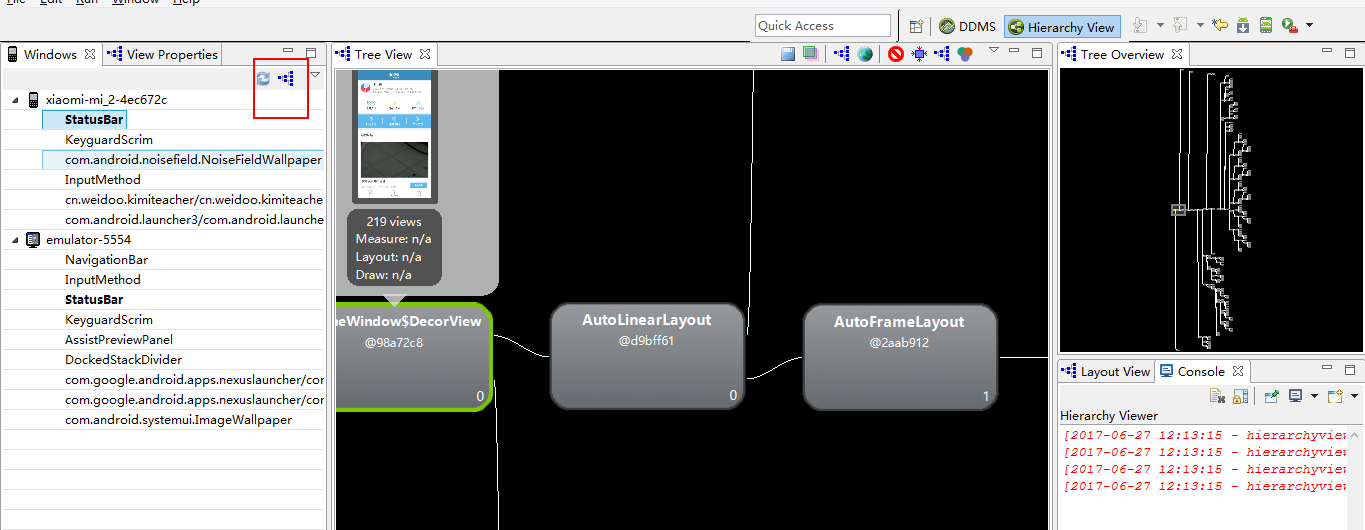 File Edit Run Window Help
Quick Access
DDMS
Hierarchy View
Windows
View Properties
xiaomi-mi_2-4ec672c
StatusBar
KeyguardScrim
com.android.noisefield.NoiseFieldWallpaper
InputMethod
cn.weidoo.kimiteacher/cn.weidoo.kimiteache
com.android.launcher3/com.android.launche
emulator-5554
NavigationBar
InputMethod
StatusBar
KeyguardScrim
AssistPreviewPanel
DockedStackDivider
com.google.android.apps.nexuslauncher/cor
com.google.android.apps.nexuslauncher/cor
com.android.systemui.ImageWallpaper
Tree View
219 views
Measure: n/a
Layout: n/a
Draw: n/a
neWindow$DecorView
@98a72c8
0
AutoLinearLayout
@d9bff61
0
AutoFrameLayout
@2aab912
1
Tree Overview
Layout View
Console
Hierarchy Viewer
[2017-06-27 12:13:15 - hierarchyview
[2017-06-27 12:13:15 - hierarchyview
[2017-06-27 12:13:15 - hierarchyview
[2017-06-27 12:13:15 - hierarchyview